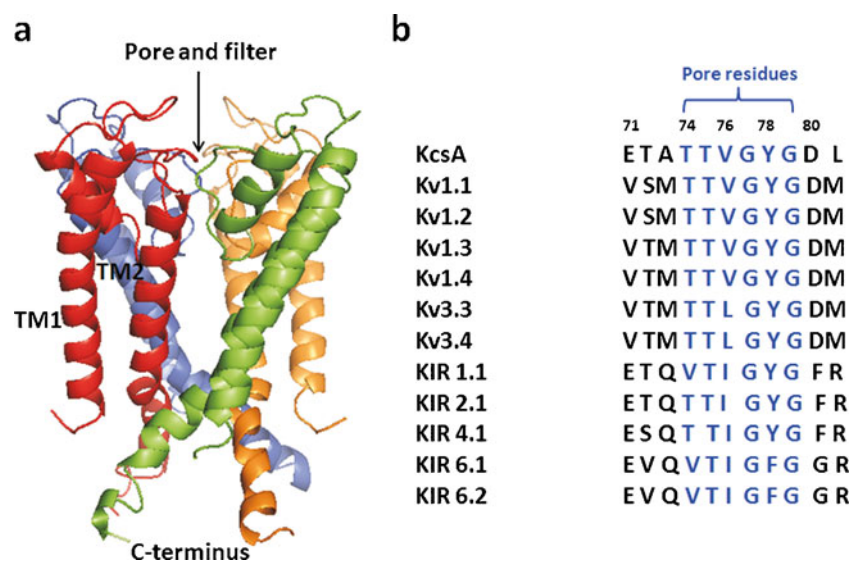 a
b
Pore and filter
TM1
TM2
C-terminus
Pore residues
71 74 76 78 80
KcsA E T A T T V G Y G D L
Kv1.1 V S M T T V G Y G D M
Kv1.2 V S M T T V G Y G D M
Kv1.3 V T M T T V G Y G D M
Kv1.4 V T M T T V G Y G D M
Kv3.3 V T M T T L G Y G D M
Kv3.4 V T M T T L G Y G D M
KIR 1.1 E T Q V T I G Y G F R
KIR 2.1 E T Q T T I G Y G F R
KIR 4.1 E S Q T T I G Y G F R
KIR 6.1 E V Q V T I G F G G R
KIR 6.2 E V Q V T I G F G G R